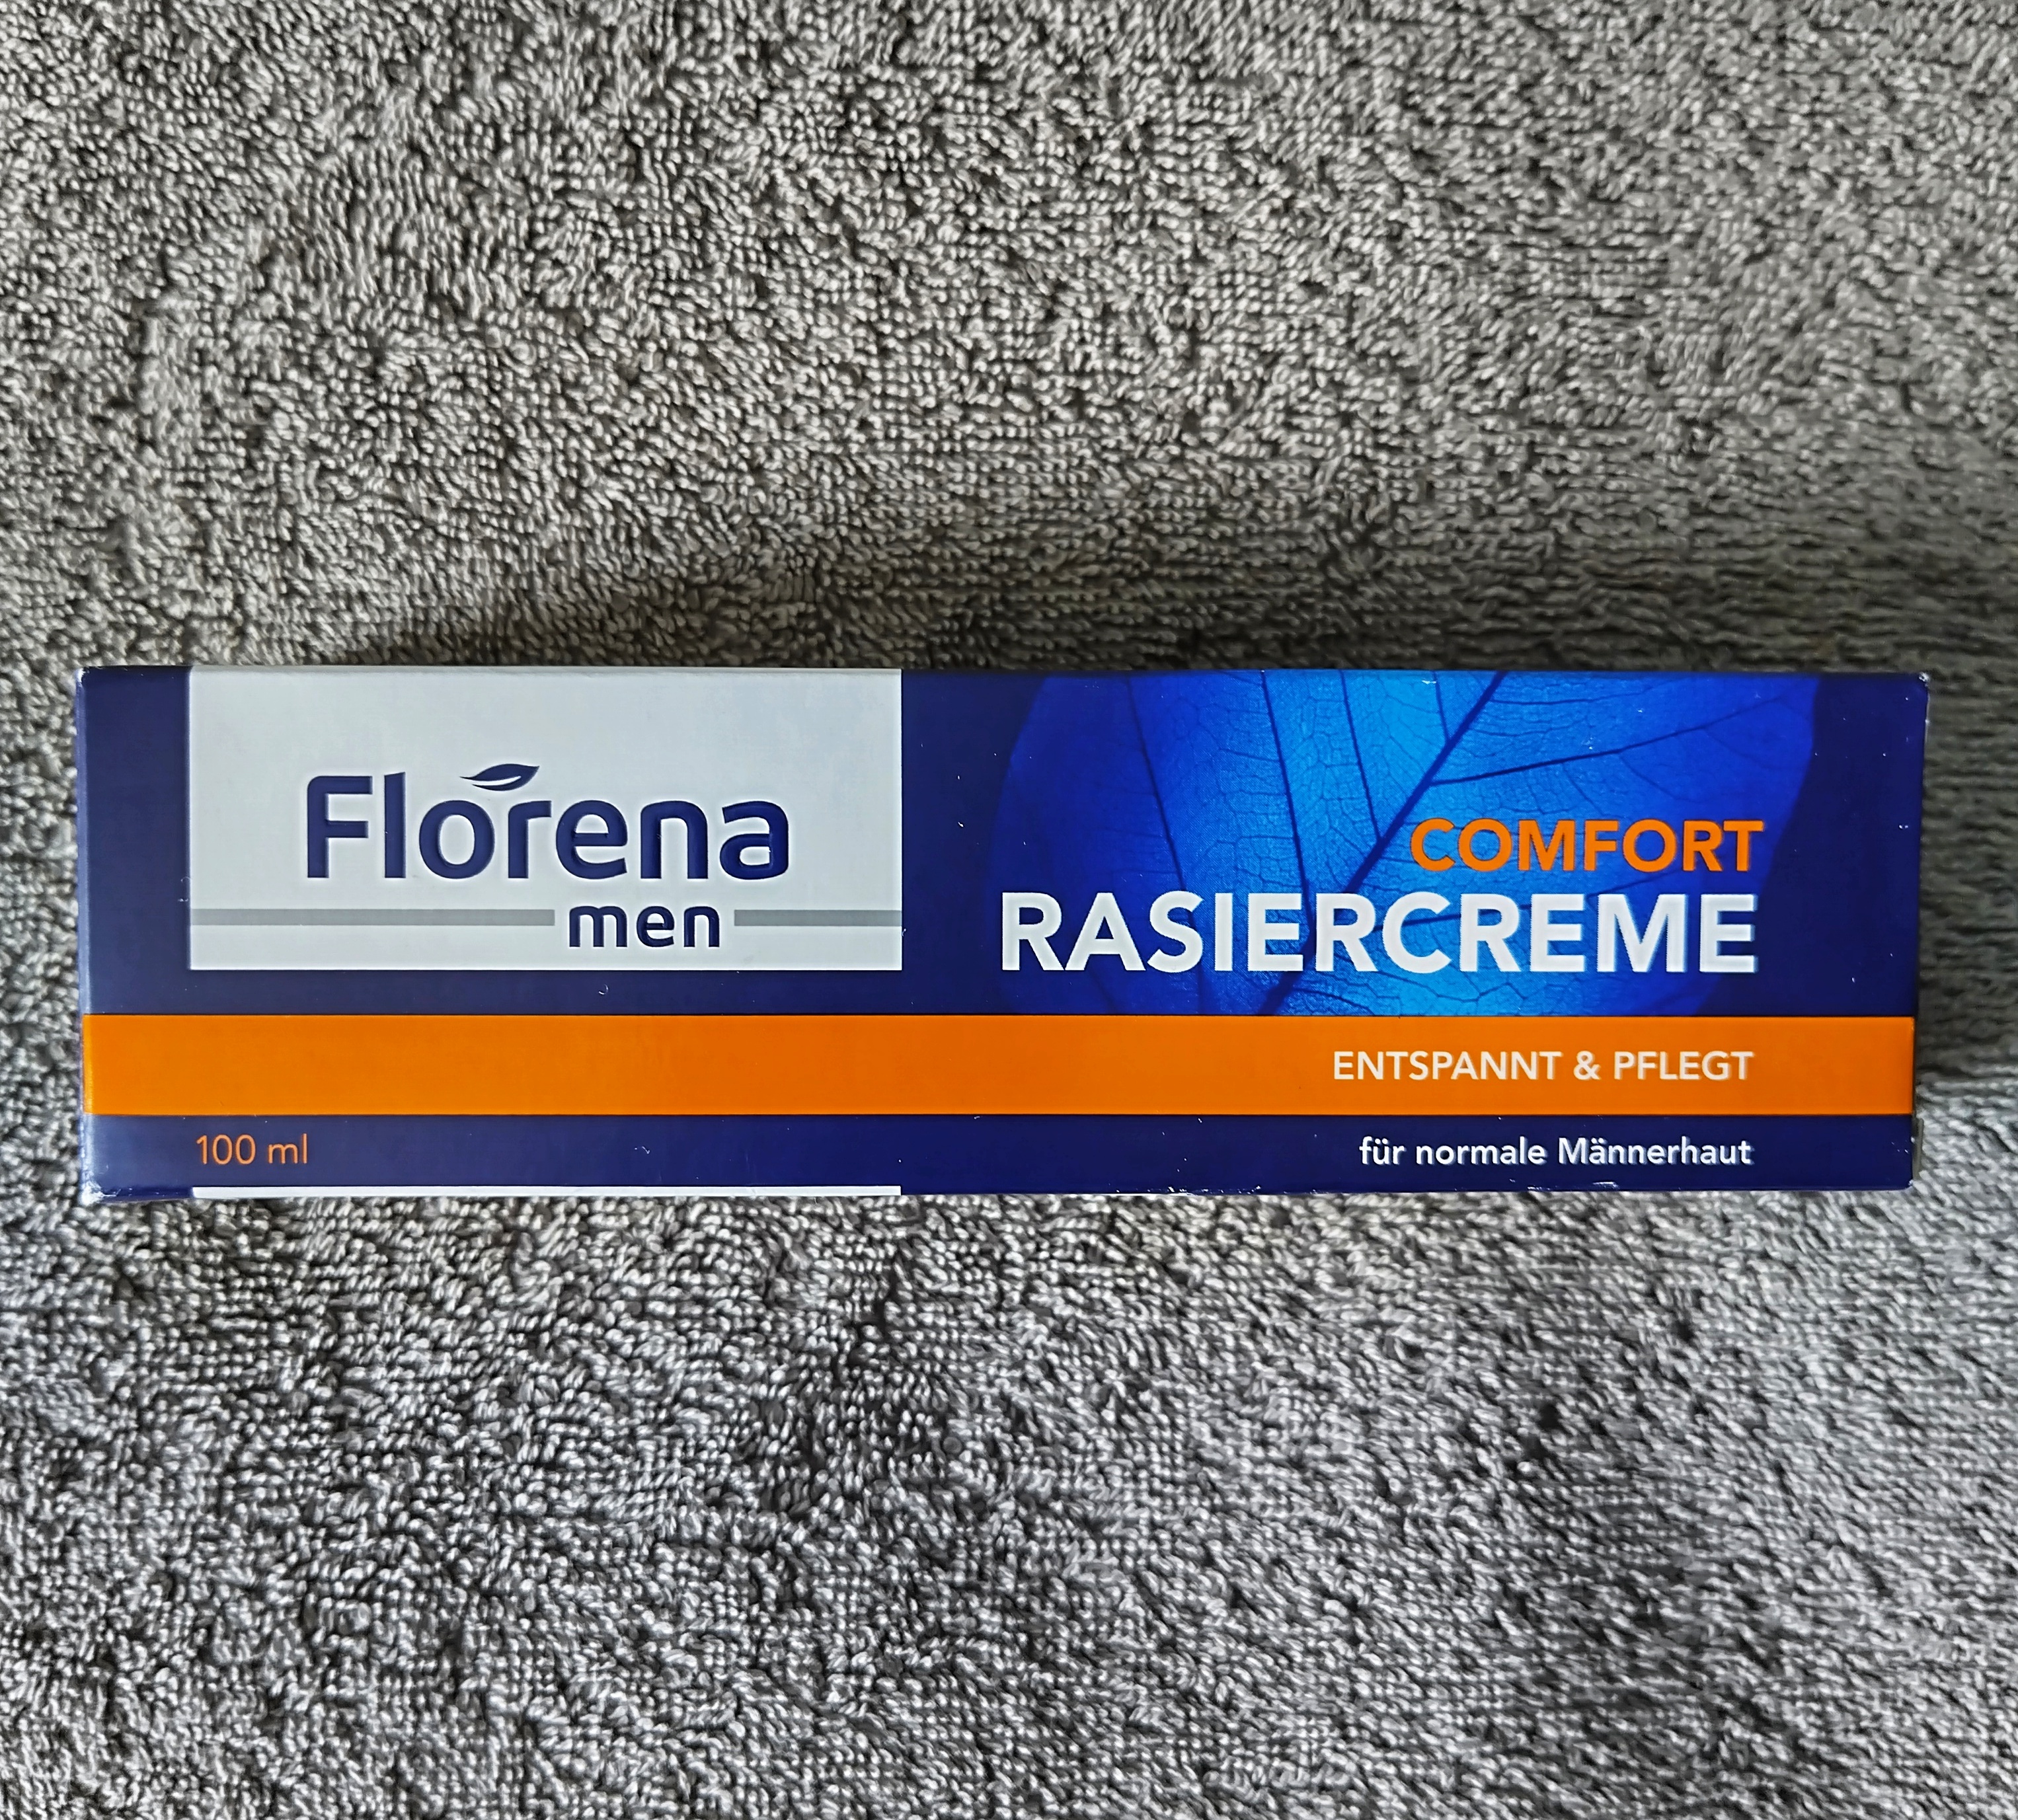 Florena
men
COMFORT
RASIERCREME
ENTSPANNT & PFLEGT
100 ml
für normale Männerhaut